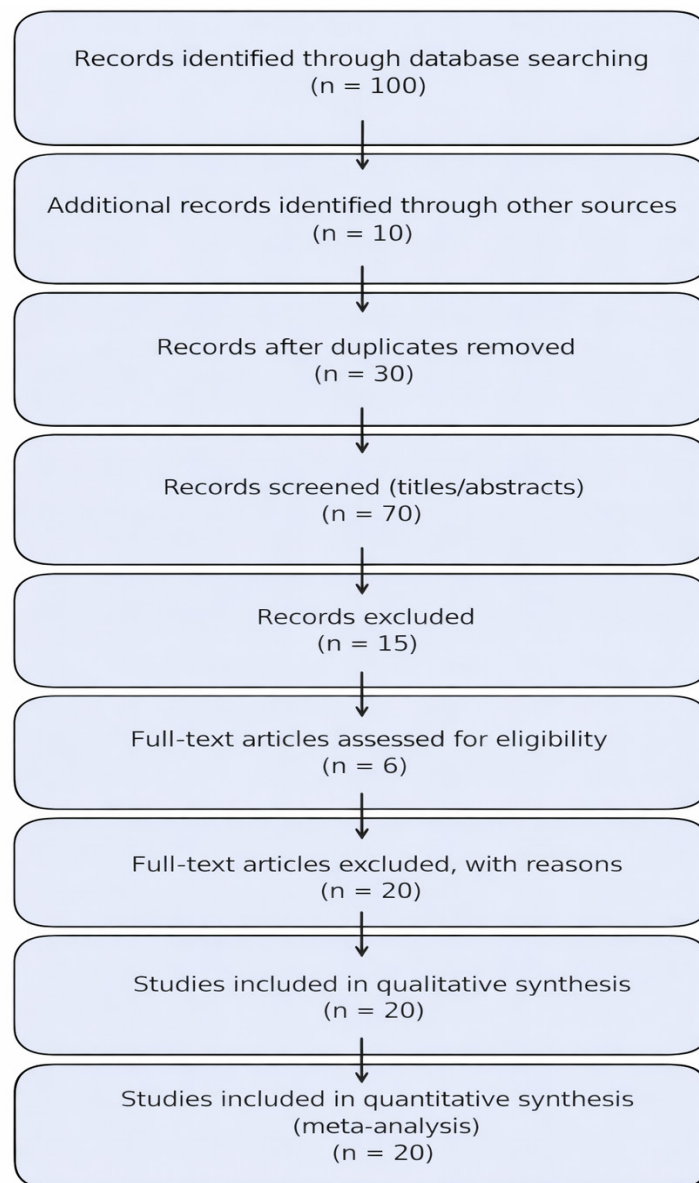 Records identified through database searching
(n = 100)
Additional records identified through other sources
(n = 10)
Records after duplicates removed
(n = 30)
Records screened (titles/abstracts)
(n = 70)
Records excluded
(n = 15)
Full-text articles assessed for eligibility
(n = 6)
Full-text articles excluded, with reasons
(n = 20)
Studies included in qualitative synthesis
(n = 20)
Studies included in quantitative synthesis
(meta-analysis)
(n = 20)